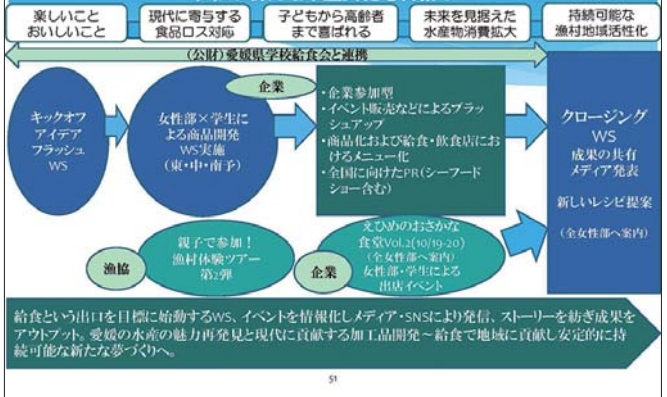 楽しいこと
おいしいこと
現代に寄与する
食品ロス対応
子どもから高齢者
まで喜ばれる
未来を見据えた
水産物消費拡大
持続可能な
漁村地域活性化
(公財)愛媛県学校給食会と連携
キックオフ
アイデア
フラッシュ
WS
女性部×学生に
よる商品開発
WS実施
(東・中・南予)
企業
・企業参加型
・イベント販売などによるブラッ
シュアップ
・商品化および給食・飲食店にお
けるメニュー化
・全国に向けたPR(シーフード
ショー含む)
クロージング
WS
成果の共有
メディア発表
新しいレシピ提案
(全女性部へ案内)
漁協
親子で参加!
漁村体験ツアー
第2弾
企業
えひめのおさかな
食堂Vol.2(10/19-20)
(全女性部へ案内)
女性部・学生による
出店イベント
給食という出口を目標に始動するWS、イベントを情報化しメディア・SNSにより発信、ストーリーを紡ぎ成果を
アウトプット。愛媛の水産の魅力再発見と現代に貢献する加工品開発~給食で地域に貢献し安定的に持
続可能な新たな夢づくりへ。
51